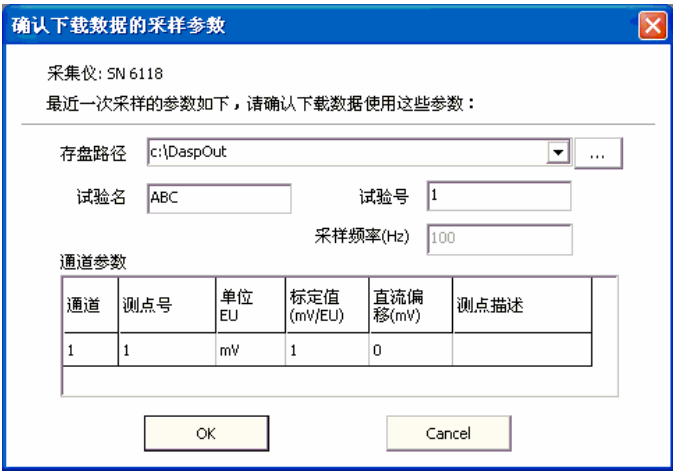 确认下载数据的采样参数
采集仪: SN 6118
最近一次采样的参数如下，请确认下载数据使用这些参数：
存盘路径 c:\DaspOut ...
试验名 ABC 试验号 1
采样频率(Hz) 100
通道参数
通道 测点号 单位 EU 标定值 (mV/EU) 直流偏移(mV) 测点描述
1 1 mV 1 0
OK Cancel